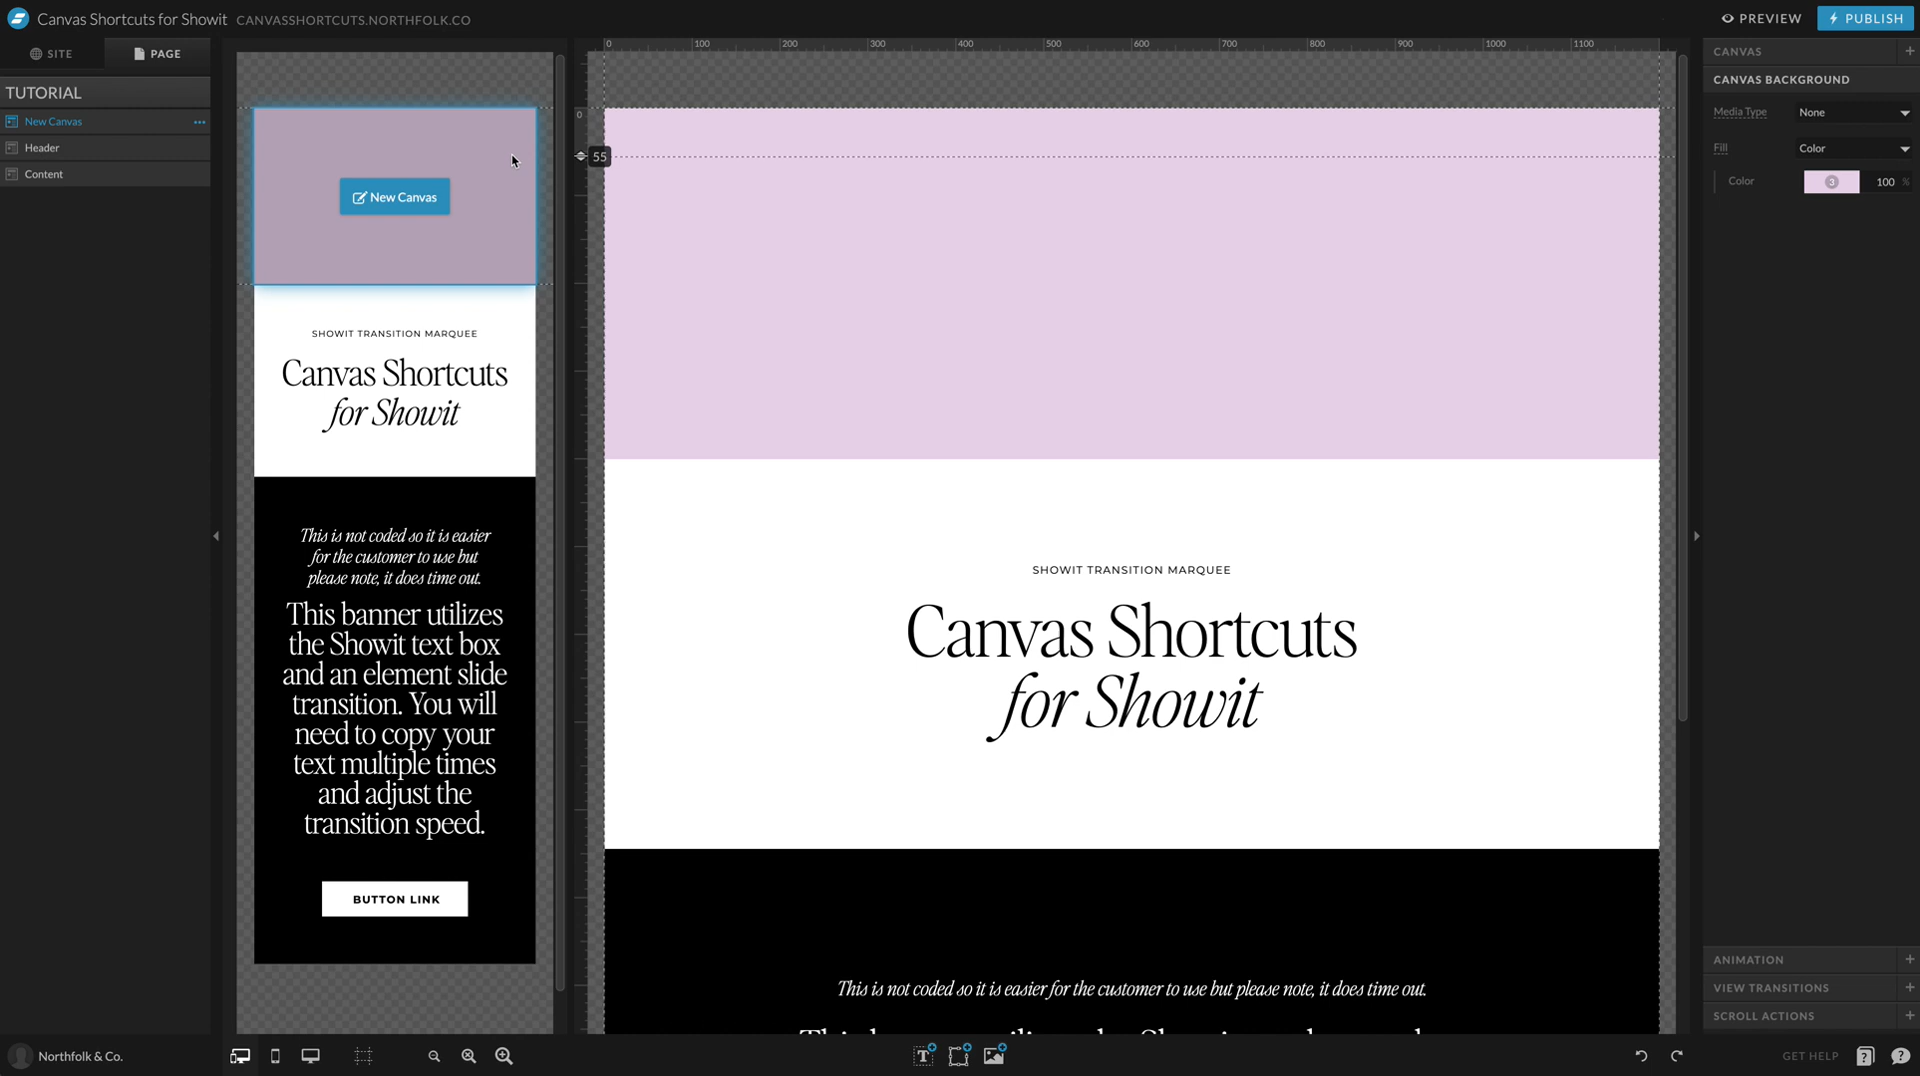 Canvas Shortcuts for Showit CANVASSHORTCUTS.NORTHFOLK.CO
PREVIEW
PUBLISH
SITE
PAGE
TUTORIAL
New Canvas
Header
Content
New Canvas
SHOWIT TRANSITION MARQUEE
Canvas Shortcuts
for Showit
This is not coded so it is easier
for the customer to use but
please note, it does time out.
This banner utilizes
the Showit text box
and an element slide
transition. You will
need to copy your
text multiple times
and adjust the
transition speed.
BUTTON LINK
0 100 200 300 400 500 600 700 800 900 1000 1100
0
55
SHOWIT TRANSITION MARQUEE
Canvas Shortcuts
for Showit
This is not coded so it is easier for the customer to use but please note, it does time out.
CANVAS
CANVAS BACKGROUND
Media Type None
Fill Color
Color 3 100 %
ANIMATION
VIEW TRANSITIONS
SCROLL ACTIONS
Northfolk & Co.
T
GET HELP